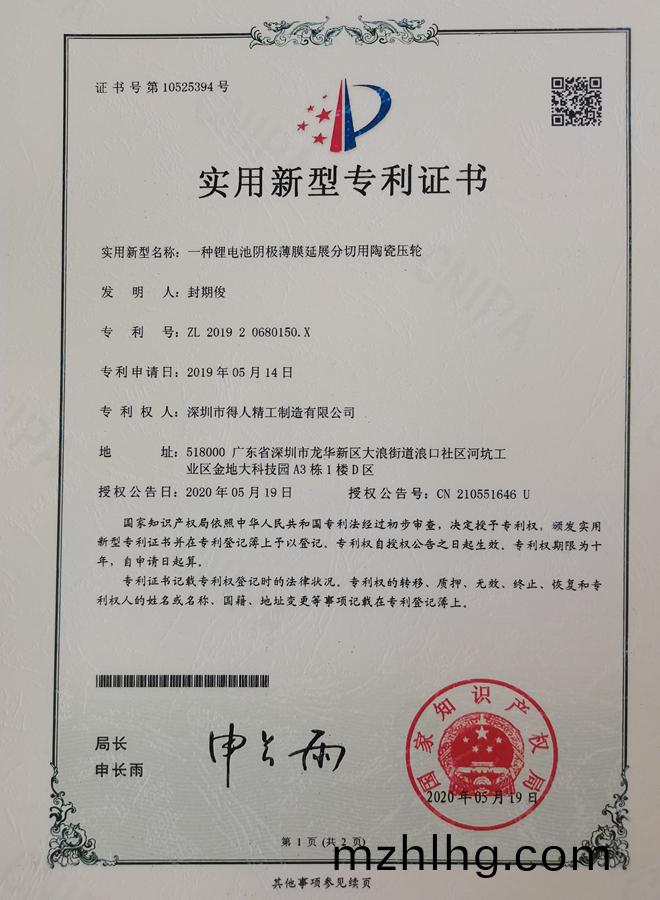 证书号第10525394号
实用新型专利证书
实用新型名称：一种锂电池阴极薄膜延展分切用陶瓷压轮
发明人：封期俊
专利号：ZL 2019 2 0680150.X
专利申请日：2019年05月14日
专利权人：深圳市得人精工制造有限公司
地址：518000 广东省深圳市龙华新区大浪街道浪口社区河坑工
业区金地大科技园A3栋1楼D区
授权公告日：2020年05月19日 授权公告号：CN 210551646 U
国家知识产权局依照中华人民共和国专利法经过初步审查，决定授予专利权，颁发实用
新型专利证书并在专利登记簿上予以登记。专利权自授权公告之日起生效。专利权期限为十
年，自申请日起算。
专利证书记载专利权登记时的法律状况。专利权的转移、质押、无效、终止、恢复和专
利权人的姓名或名称、国籍、地址变更等事项记载在专利登记簿上。
局长
申长雨
申长雨
国家知识产权局
2020年05月19日
第1页(共2页)
mzhlhg.com
其他事项参见续页
CNIPA